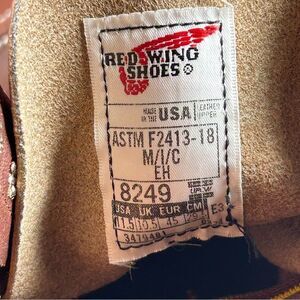 RED WING
SHOES®
MADE IN THE USA LEATHER UPPER
ASTM F2413-18
M/I/C
EH
8249
USA UK EUR CM E3
11.5 10.5 45 29